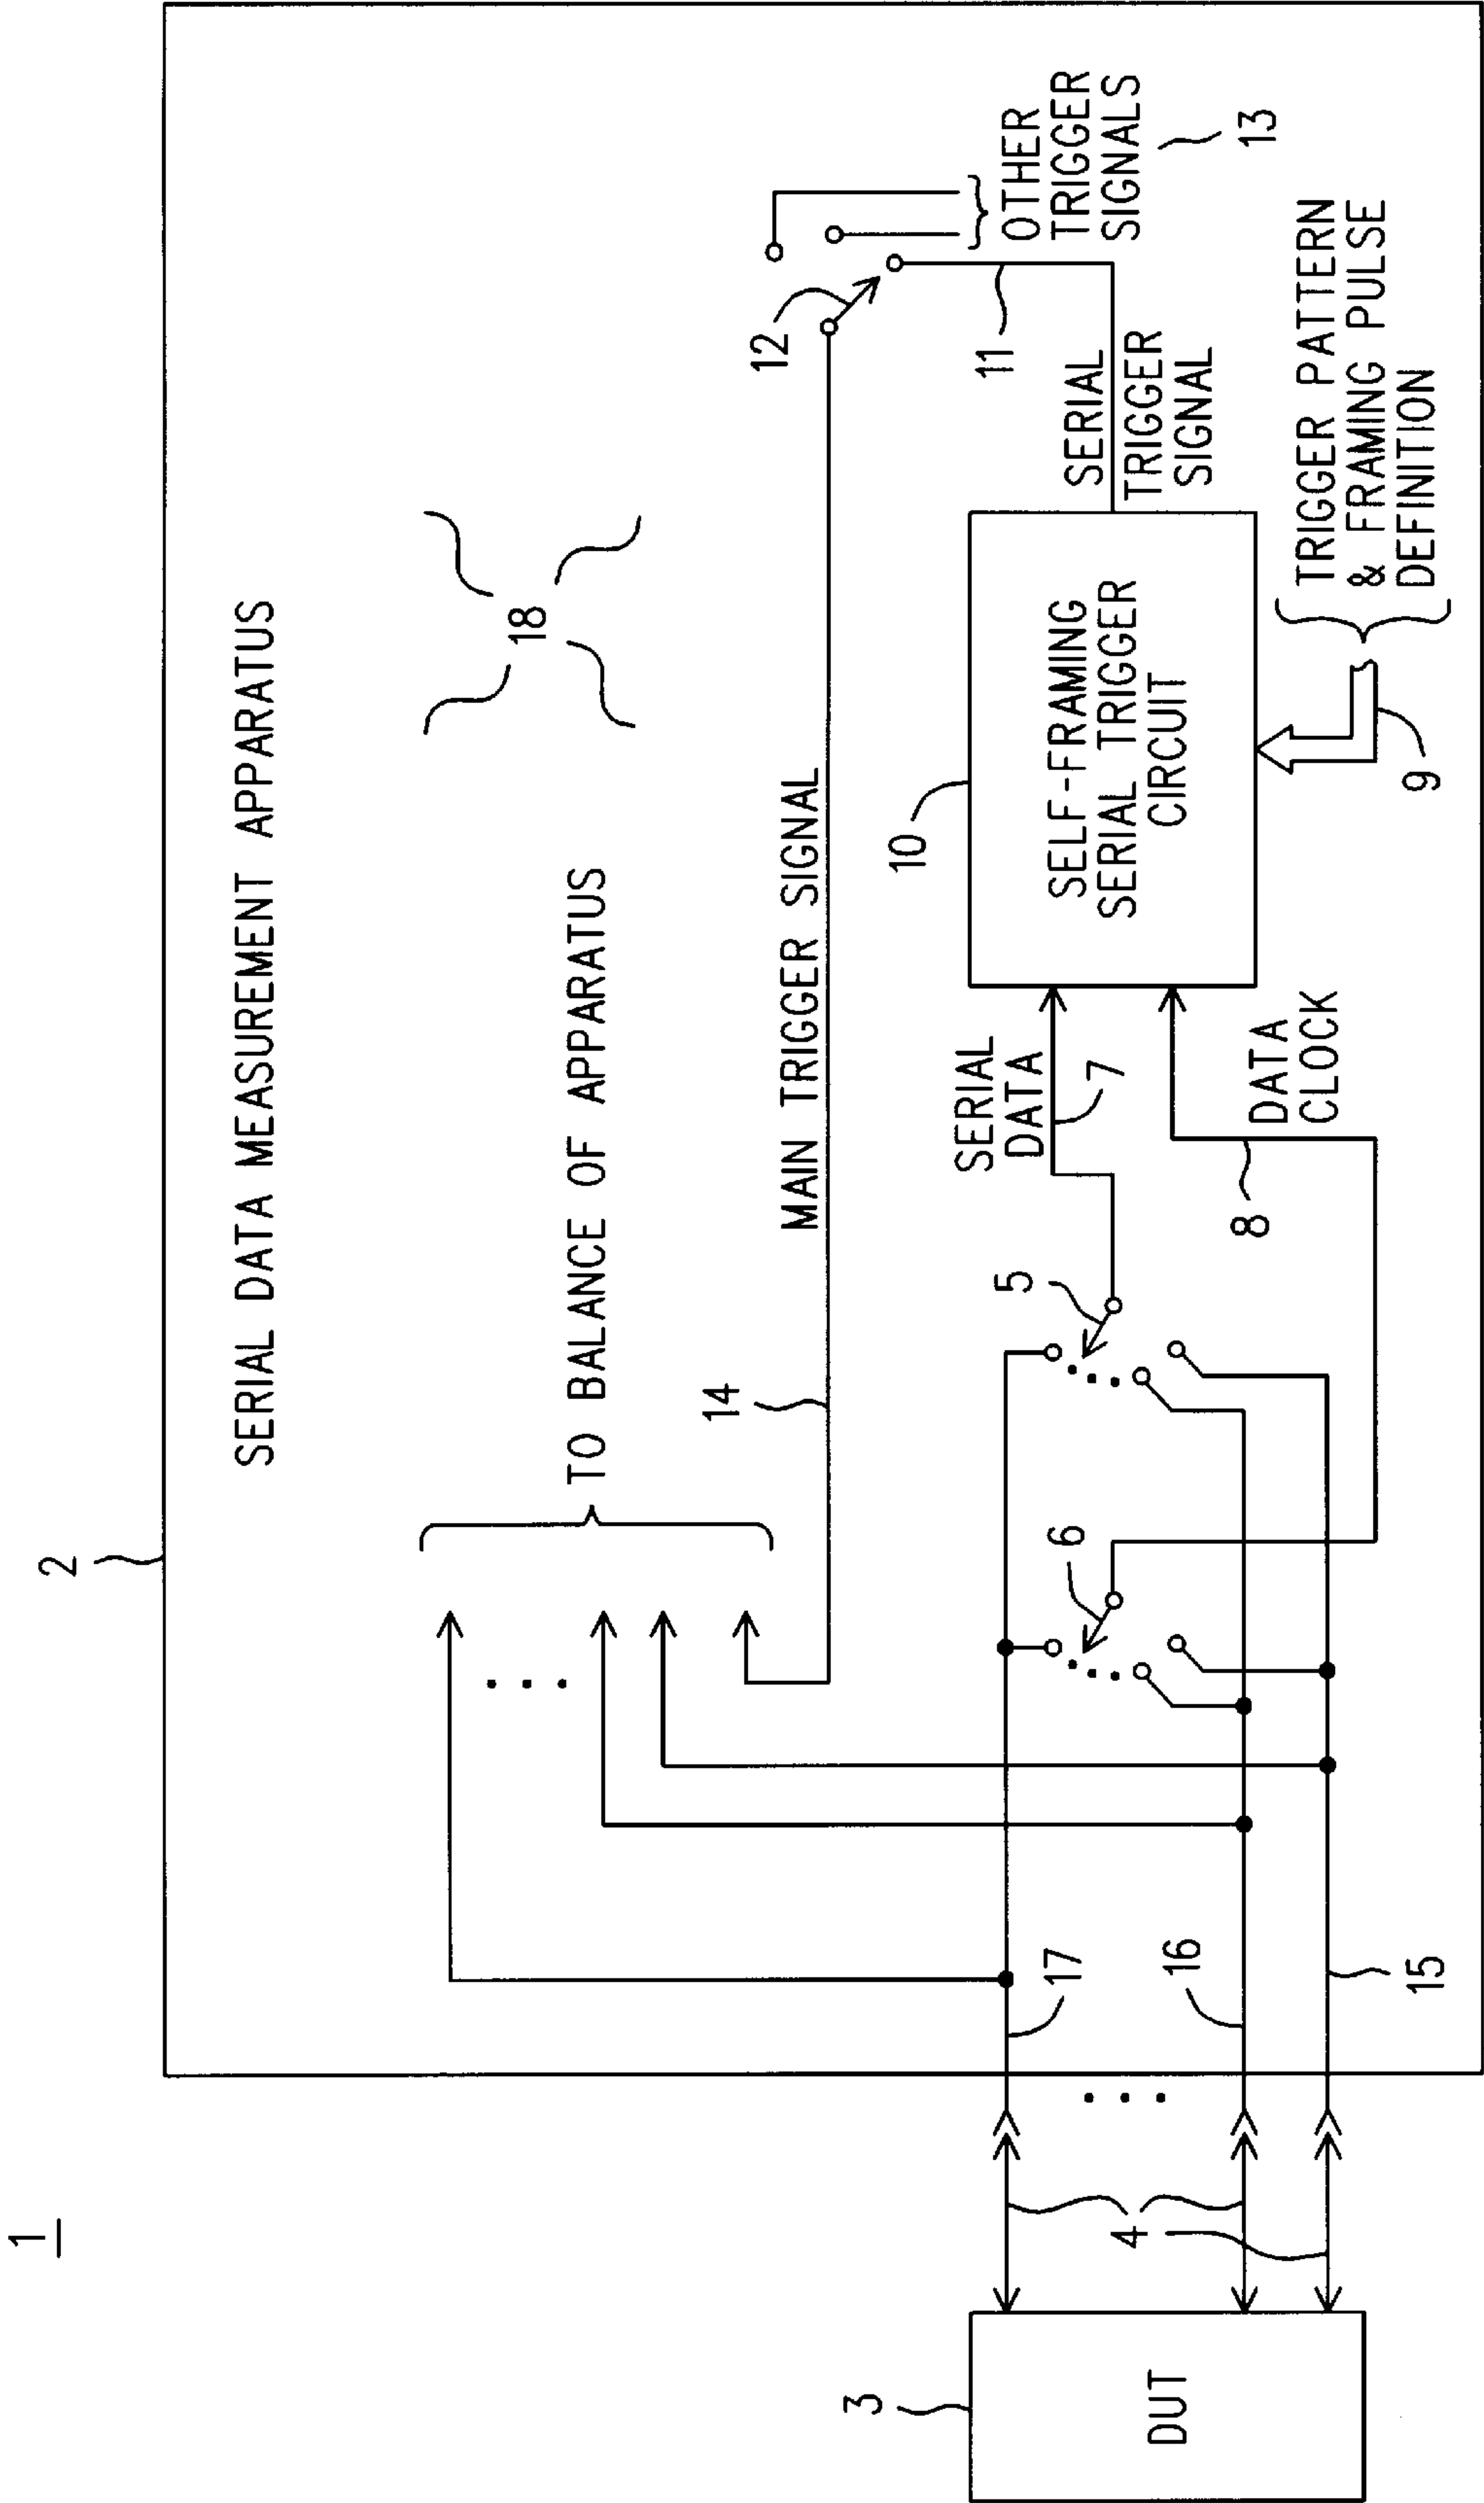 1
2
SERIAL DATA MEASUREMENT APPARATUS
18
TO BALANCE OF APPARATUS
14
MAIN TRIGGER SIGNAL
12
OTHER
TRIGGER
SIGNALS
13
11
SERIAL
TRIGGER
SIGNAL
10
SELF-FRAMING
SERIAL TRIGGER
CIRCUIT
TRIGGER PATTERN
& FRAMING PULSE
DEFINITION
9
SERIAL
DATA
7
DATA
CLOCK
8
5
6
17
16
15
4
3
DUT